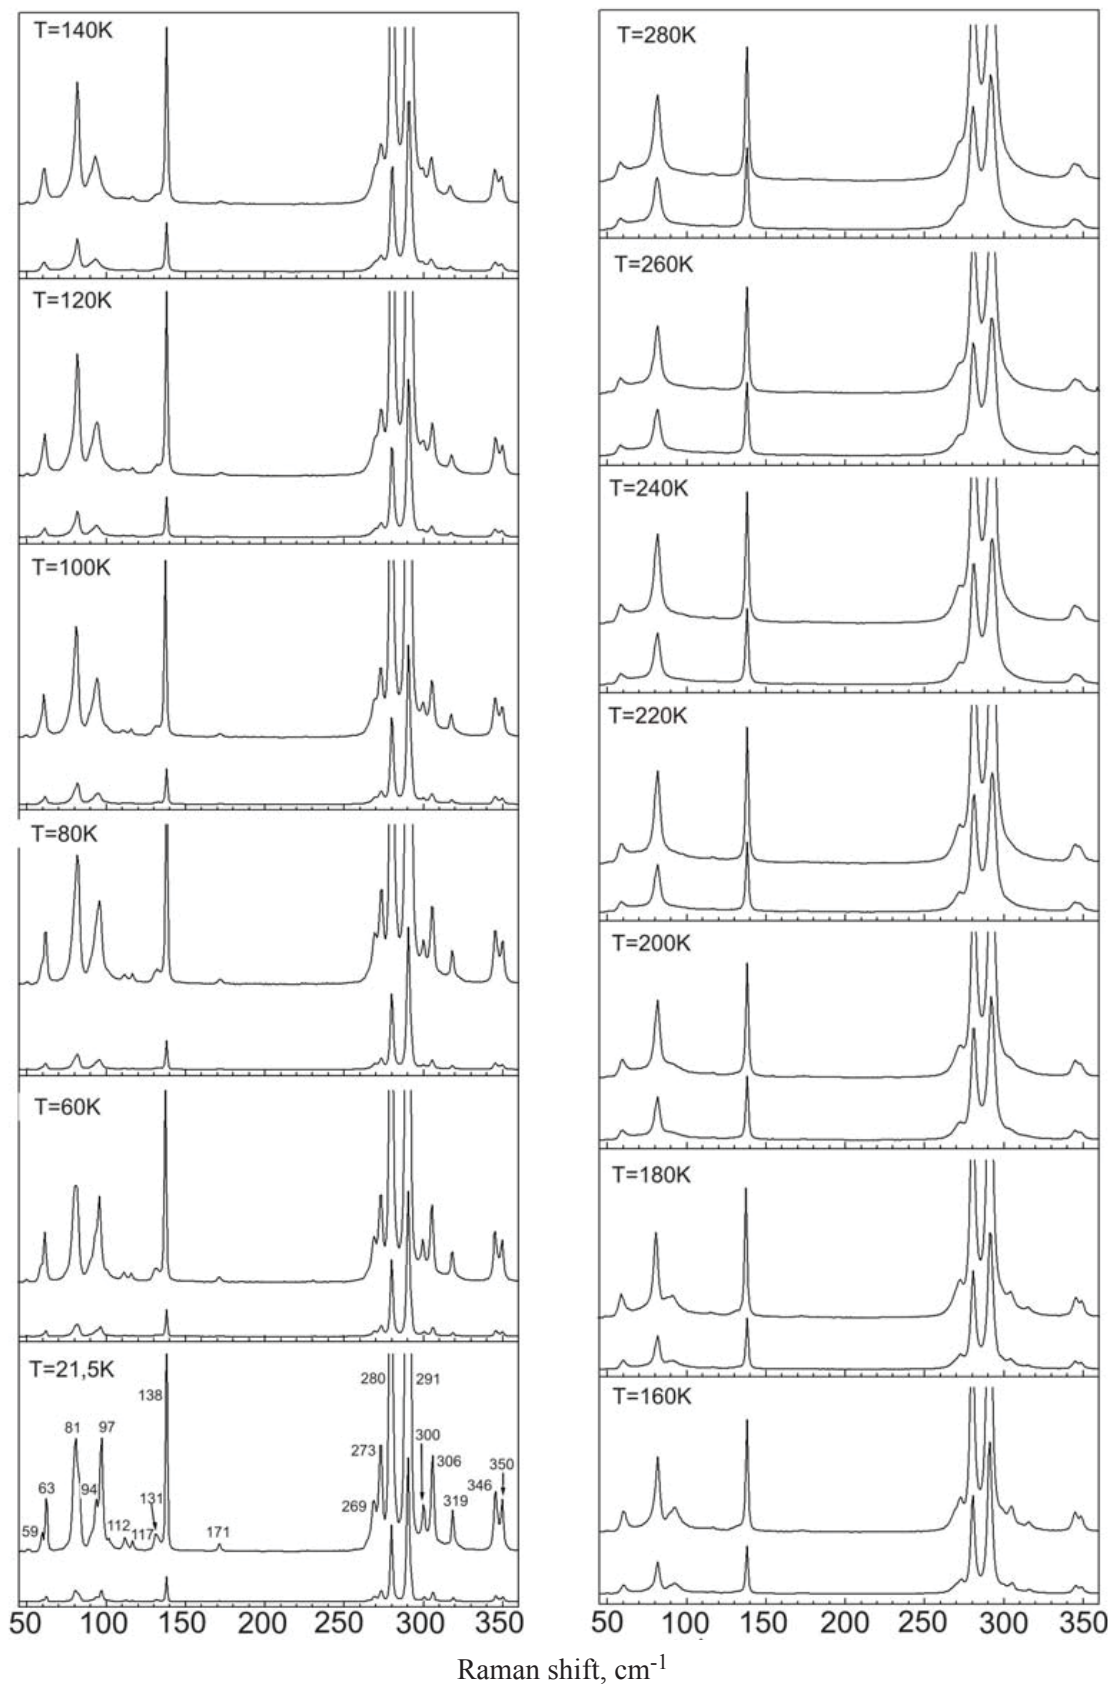 T=140K
T=120K
T=100K
T=80K
T=60K
T=21,5K
59
63
81
94
97
112
117
131
138
171
269
273
280
291
300
306
319
346
350
50 100 150 200 250 300 350
T=280K
T=260K
T=240K
T=220K
T=200K
T=180K
T=160K
50 100 150 200 250 300 350
Raman shift, cm-1